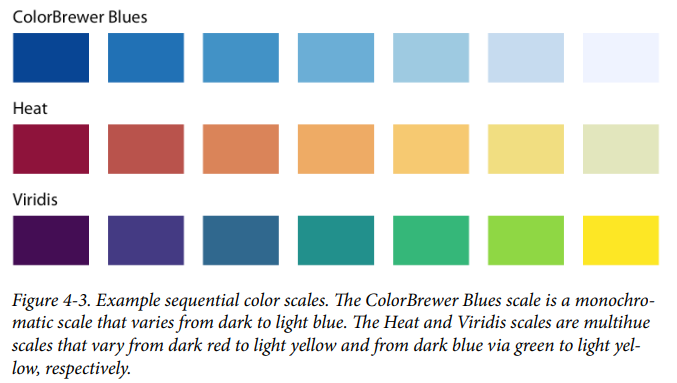 ColorBrewer Blues
Heat
Viridis
Figure 4-3. Example sequential color scales. The ColorBrewer Blues scale is a monochro-
matic scale that varies from dark to light blue. The Heat and Viridis scales are multihue
scales that vary from dark red to light yellow and from dark blue via green to light yel-
low, respectively.